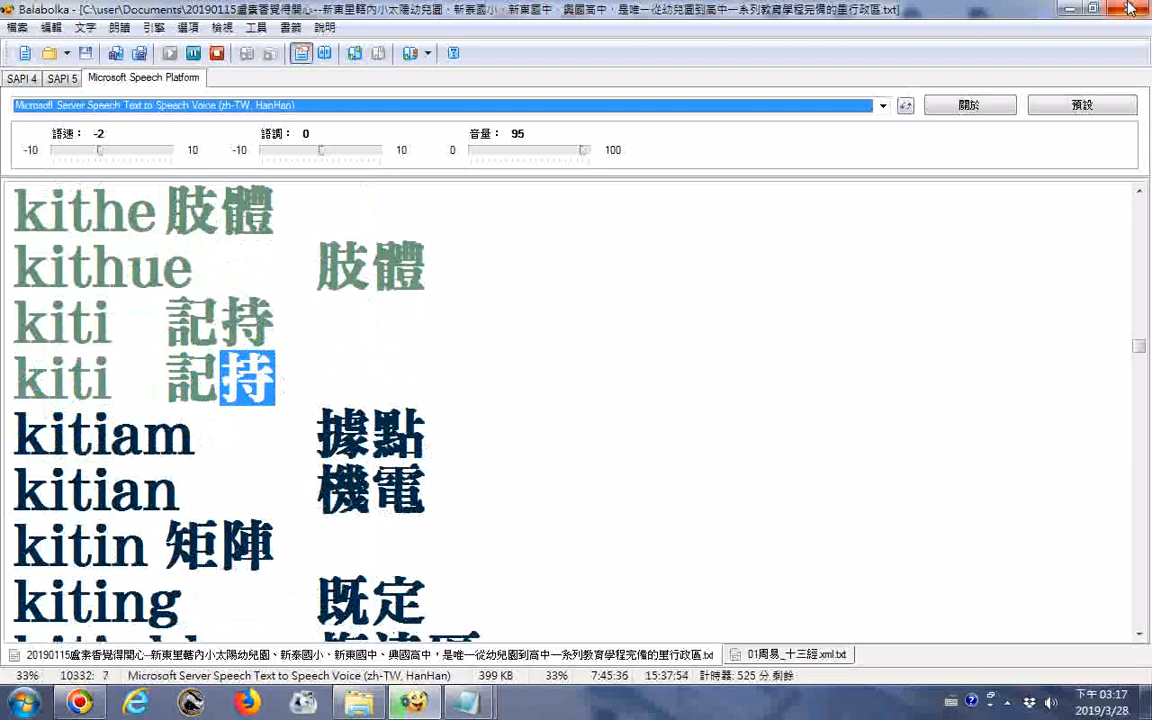 Balabolka - [C:\user\Documents\20190115盧素香覺得開心--新東里轄內小太陽幼兒園、新泰國小、新東國中、興國高中，是唯一從幼兒園到高中一系列教育學程完備的里行政區.txt]
檔案 編輯 文字 朗讀 引擎 選項 檢視 工具 書籤 說明
SAPI 4 SAPI 5 Microsoft Speech Platform
Microsoft Server Speech Text to Speech Voice (zh-TW, HanHan) 關於 預設
語速： -2 語調： 0 音量： 95
-10 10 -10 10 0 100
kithe 肢體
kithue 肢體
kiti 記持
kiti 記持
kitiam 據點
kitian 機電
kitin 矩陣
kiting 既定
20190115盧素香覺得開心--新東里轄內小太陽幼兒園、新泰國小、新東國中、興國高中，是唯一從幼兒園到高中一系列教育學程完備的里行政區.txt 01周易_十三經.xml.txt
33% 10332: 7 Microsoft Server Speech Text to Speech Voice (zh-TW, HanHan) 399 KB 33% 7:45:36 15:37:54 計時器: 525 分 剩餘
下午 03:17
2019/3/28